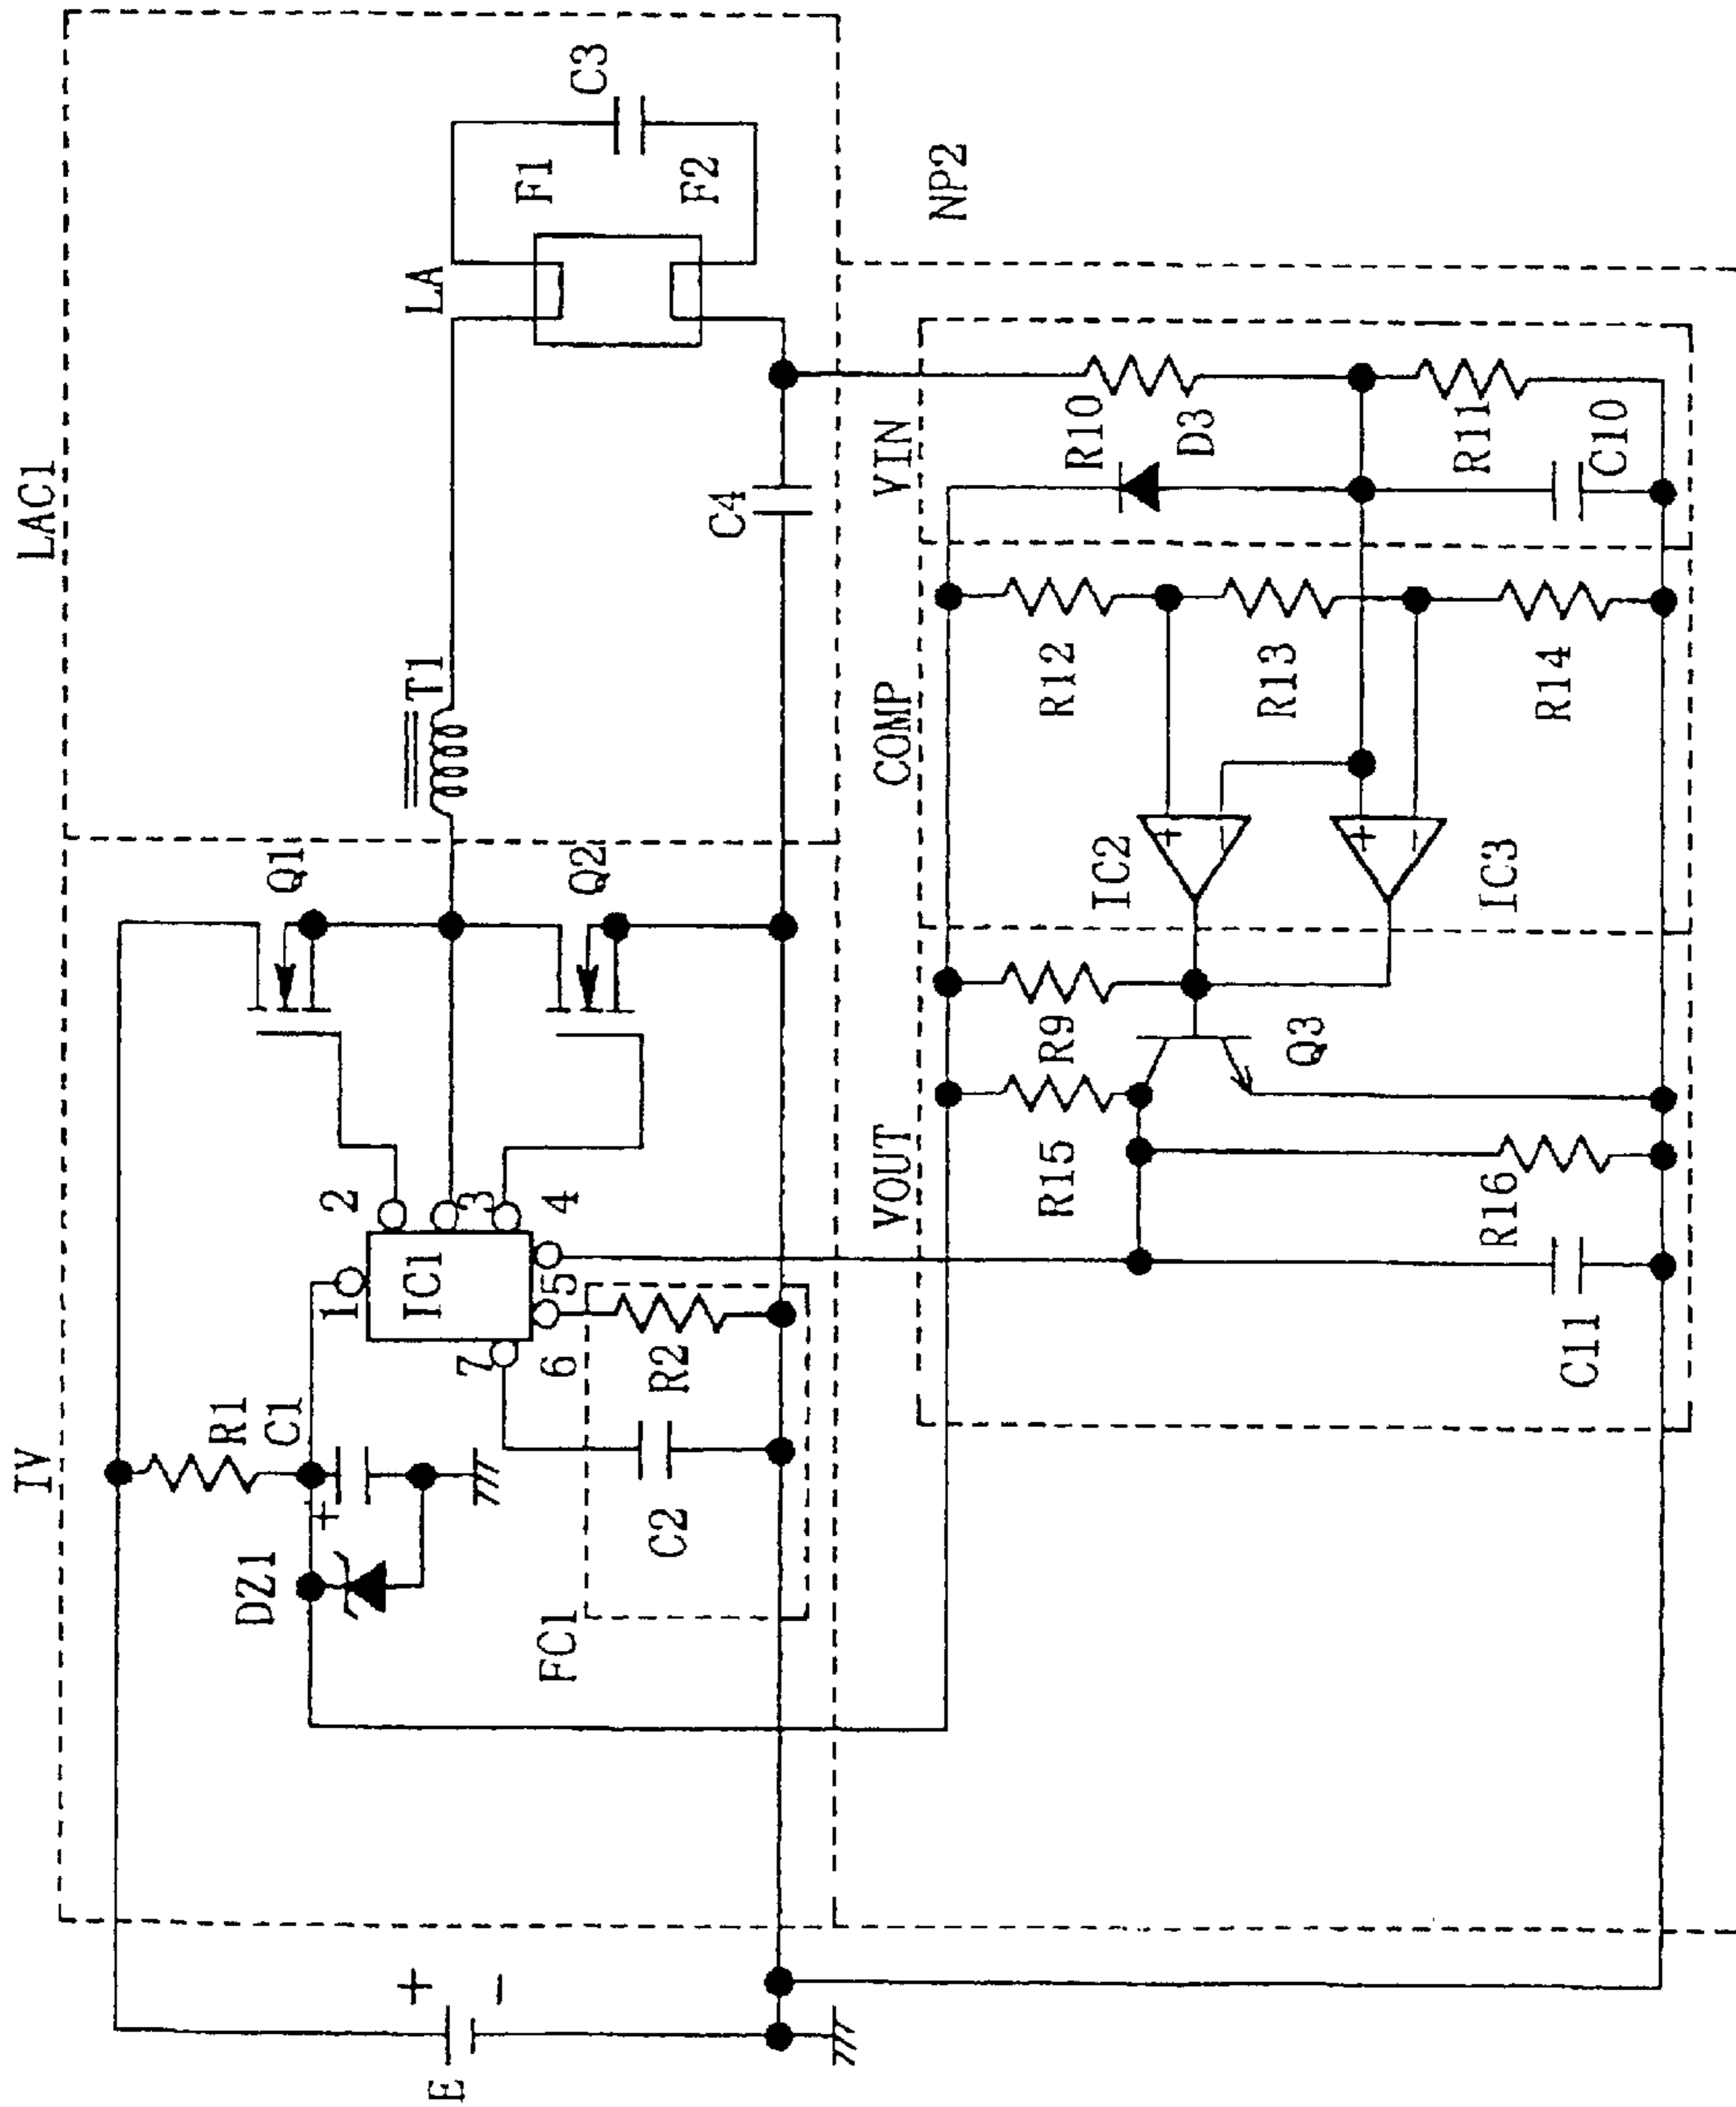 LAC1
IV
E
+
-
DZ1
R1
C1
+
1
2
3
4
5
6
7
IC1
FC1
C2
R2
Q1
Q2
T1
LA
F1
F2
C3
C4
NP2
VIN
COMP
VOUT
R10
D3
R11
C10
R12
R13
R14
IC2
+
-
IC3
+
-
R9
Q3
R15
R16
C11